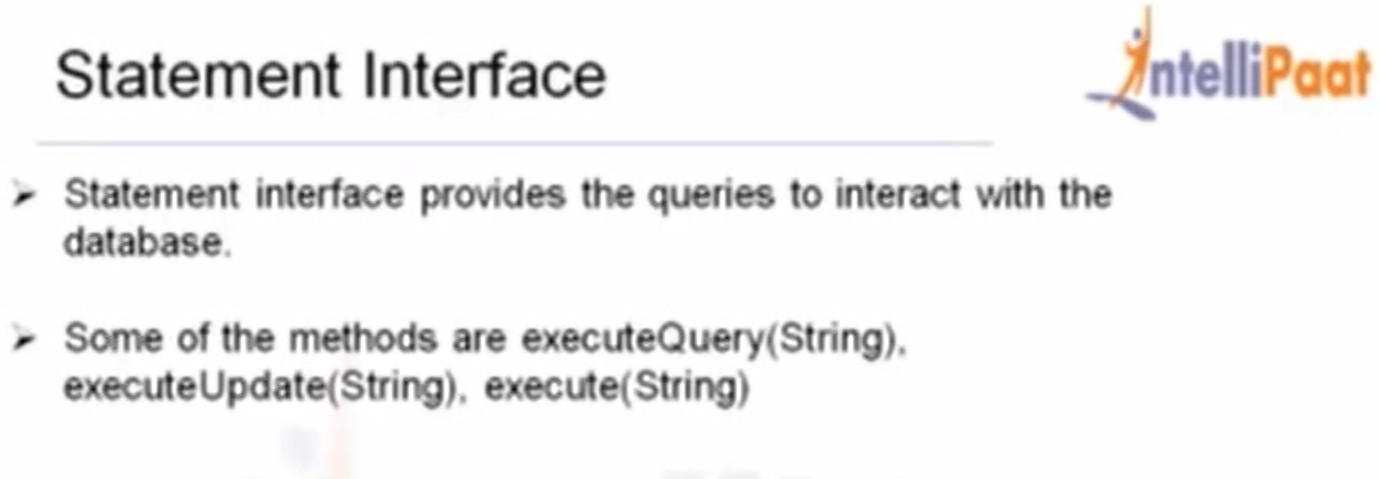 Statement Interface
IntelliPaat
Statement interface provides the queries to interact with the
database.
Some of the methods are executeQuery(String),
executeUpdate(String), execute(String)